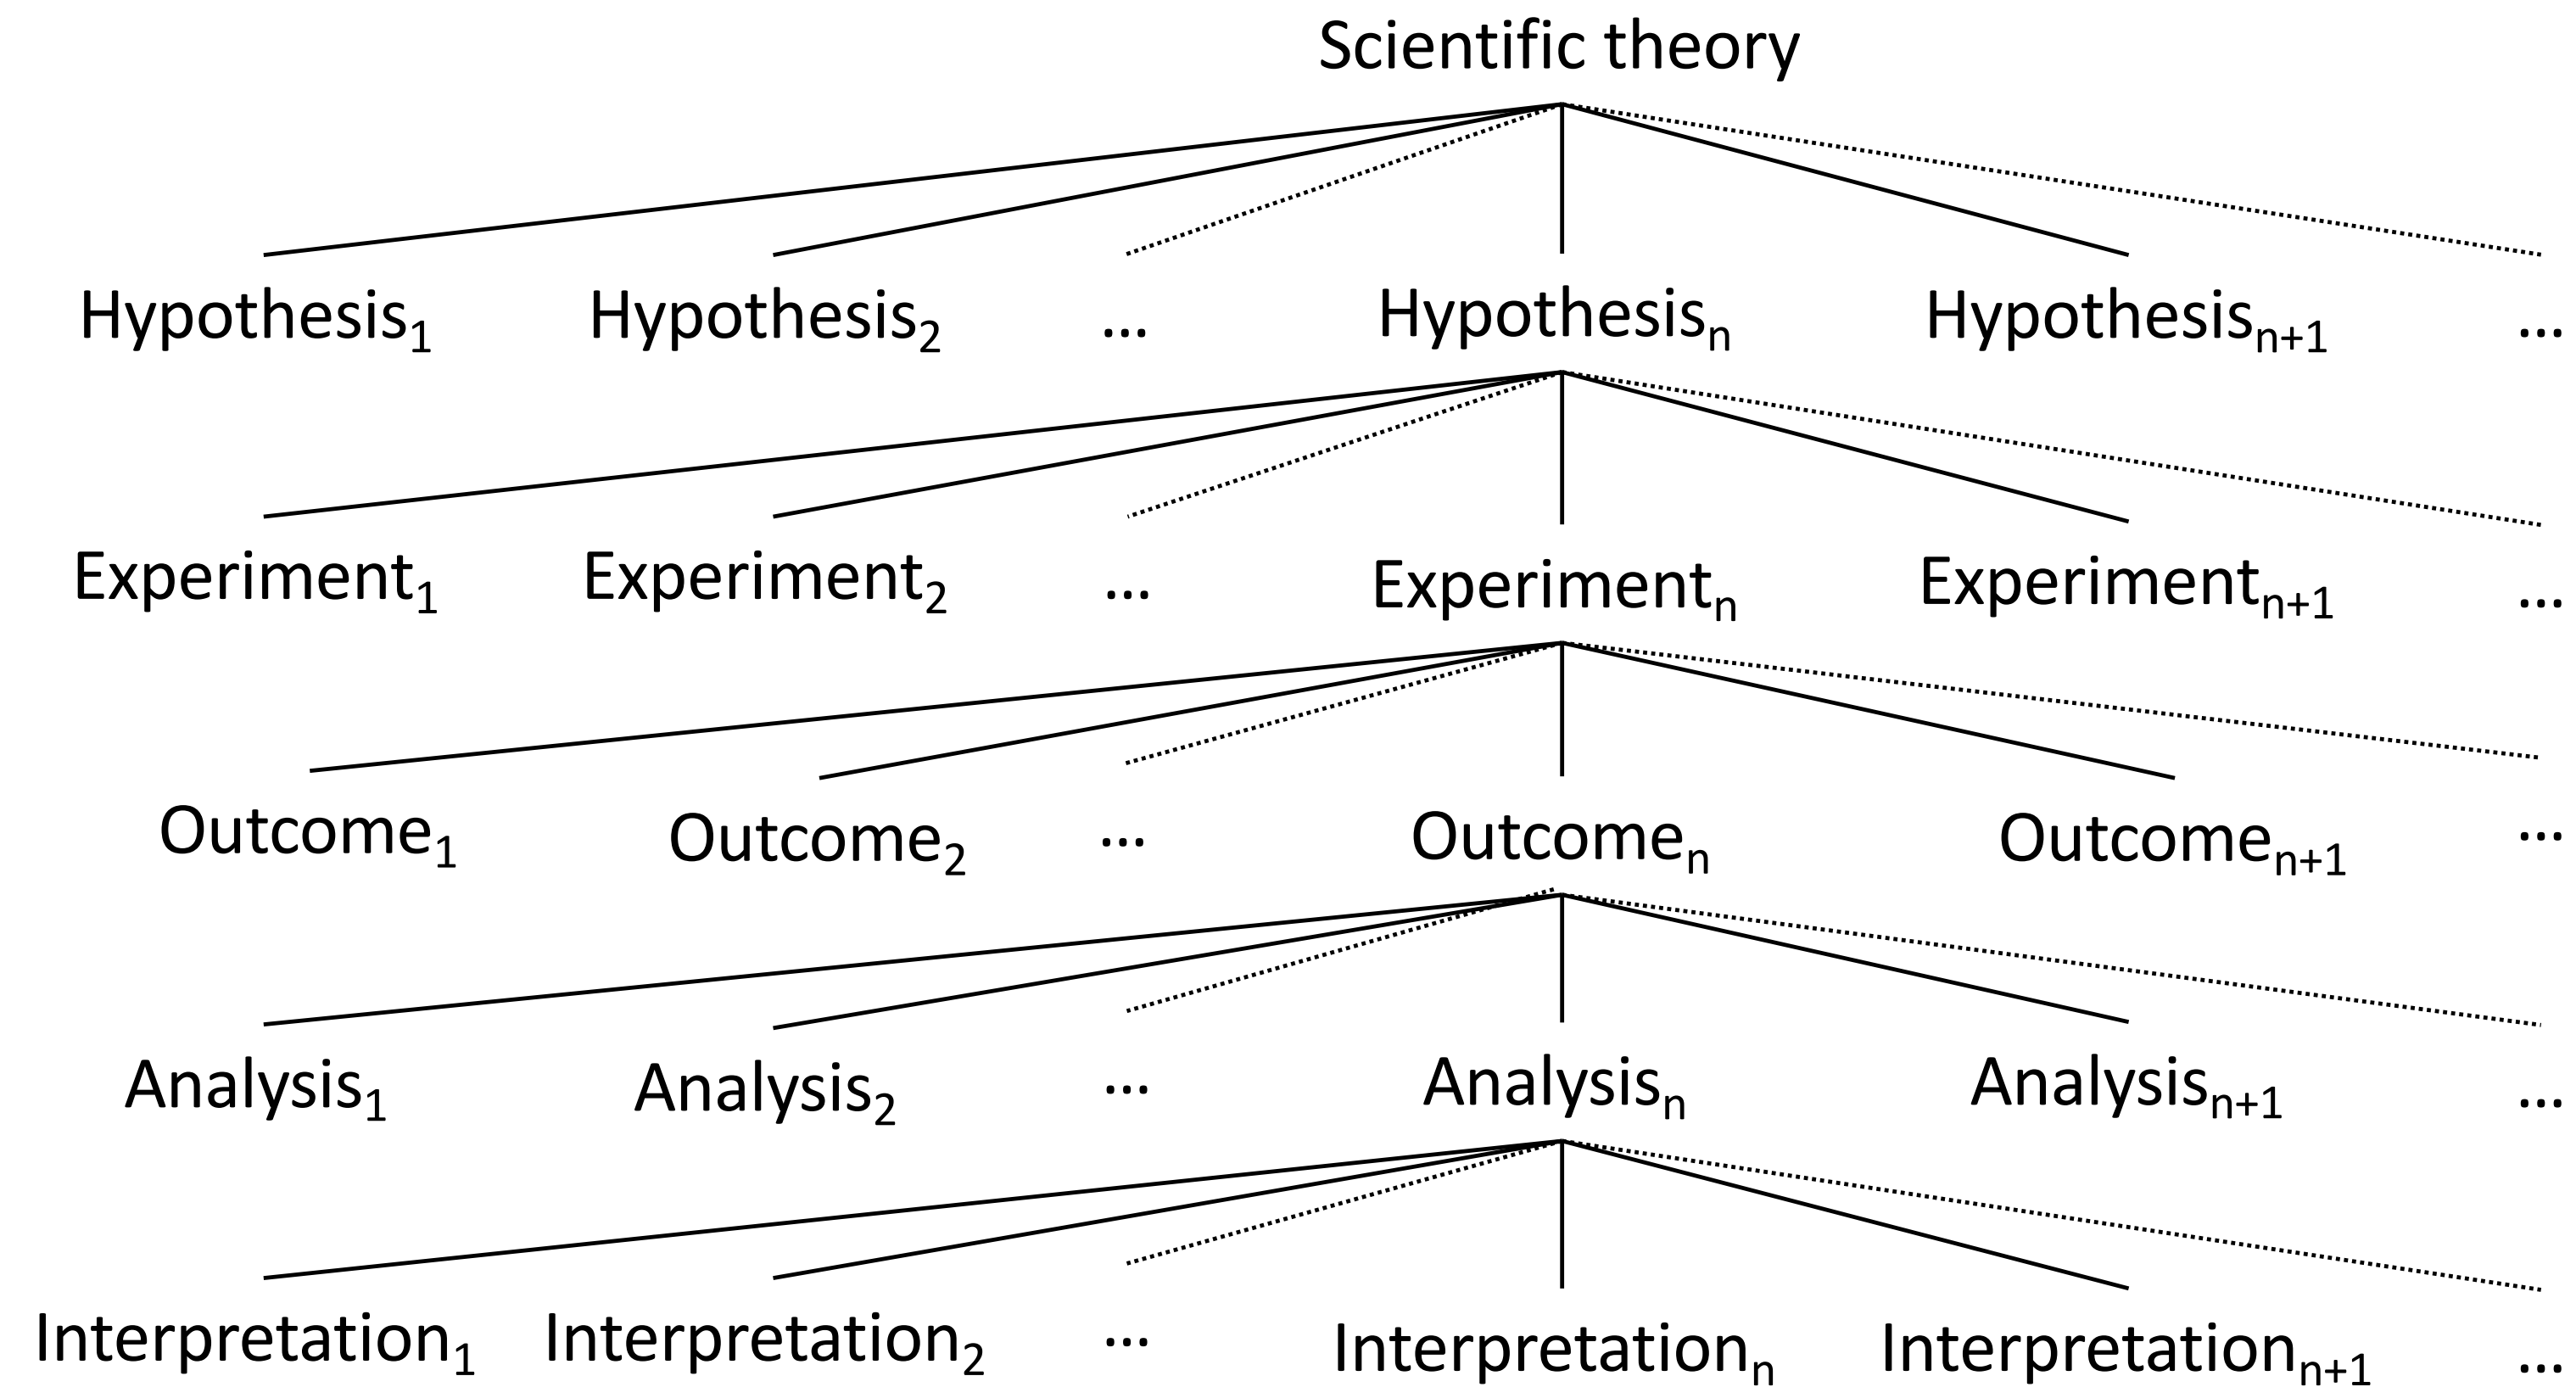 Scientific theory
Hypothesis₁ Hypothesis₂ ... Hypothesisₙ Hypothesisₙ₊₁ ...
Experiment₁ Experiment₂ ... Experimentₙ Experimentₙ₊₁ ...
Outcome₁ Outcome₂ ... Outcomeₙ Outcomeₙ₊₁ ...
Analysis₁ Analysis₂ ... Analysisₙ Analysisₙ₊₁ ...
Interpretation₁ Interpretation₂ ... Interpretationₙ Interpretationₙ₊₁ ...